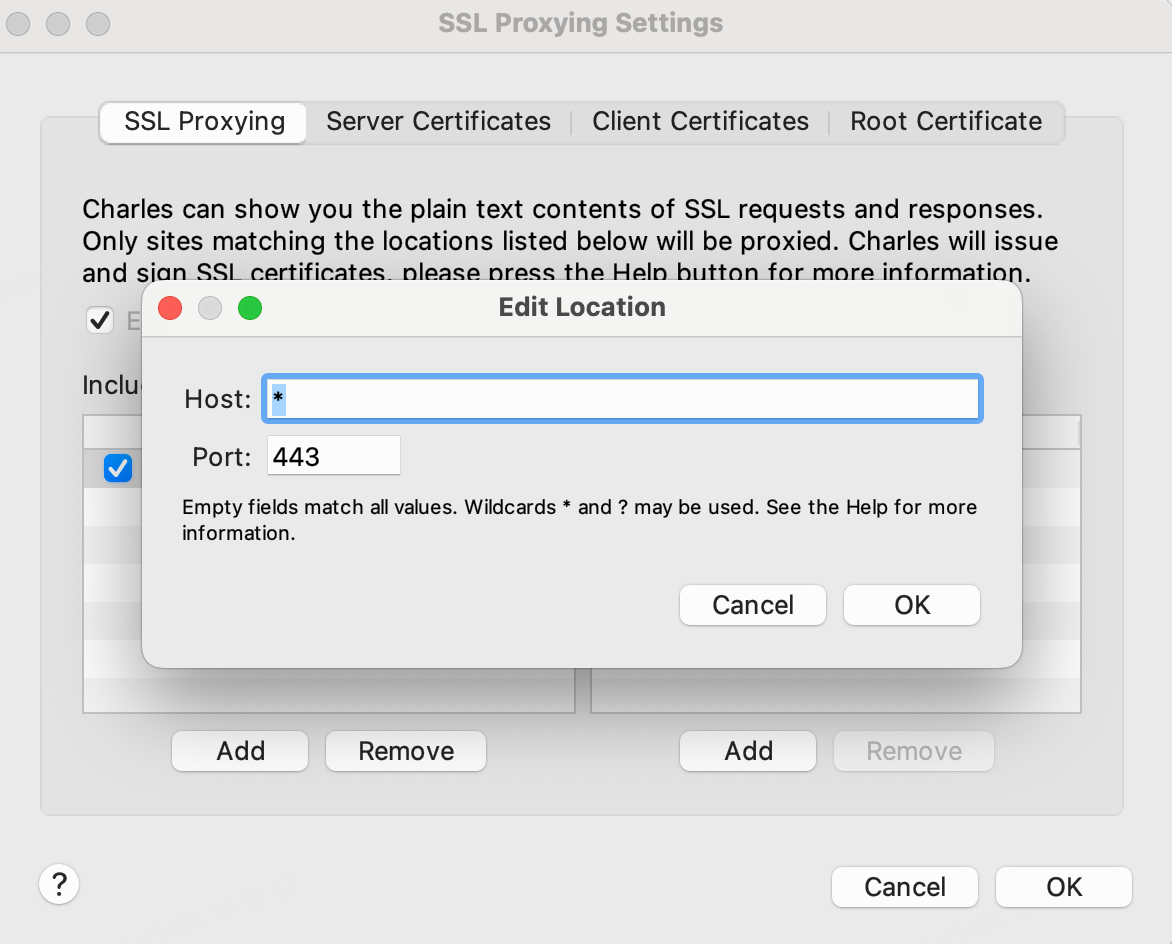 SSL Proxying Settings
SSL Proxying
Server Certificates
Client Certificates
Root Certificate
Charles can show you the plain text contents of SSL requests and responses.
Only sites matching the locations listed below will be proxied. Charles will issue
and sign SSL certificates, please press the Help button for more information.
Edit Location
Host: *
Port: 443
Empty fields match all values. Wildcards * and ? may be used. See the Help for more
information.
Cancel
OK
Add
Remove
Add
Remove
?
Cancel
OK